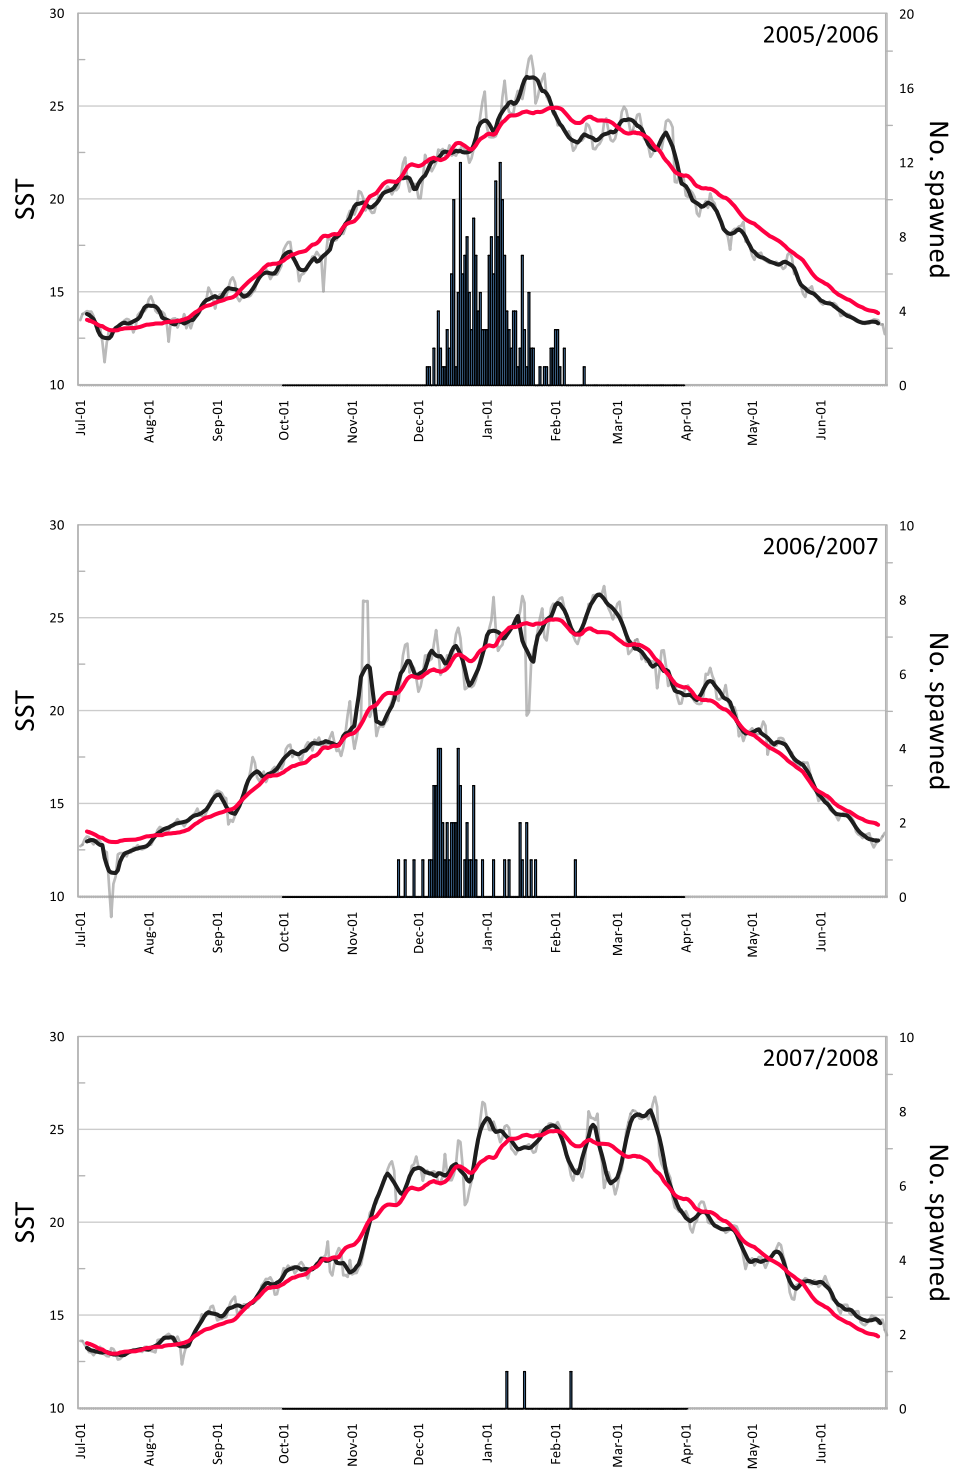 2005/2006
SST
30
25
20
15
10
No. spawned
20
16
12
8
4
0
Jul-01
Aug-01
Sep-01
Oct-01
Nov-01
Dec-01
Jan-01
Feb-01
Mar-01
Apr-01
May-01
Jun-01
2006/2007
SST
30
25
20
15
10
No. spawned
10
8
6
4
2
0
Jul-01
Aug-01
Sep-01
Oct-01
Nov-01
Dec-01
Jan-01
Feb-01
Mar-01
Apr-01
May-01
Jun-01
2007/2008
SST
30
25
20
15
10
No. spawned
10
8
6
4
2
0
Jul-01
Aug-01
Sep-01
Oct-01
Nov-01
Dec-01
Jan-01
Feb-01
Mar-01
Apr-01
May-01
Jun-01